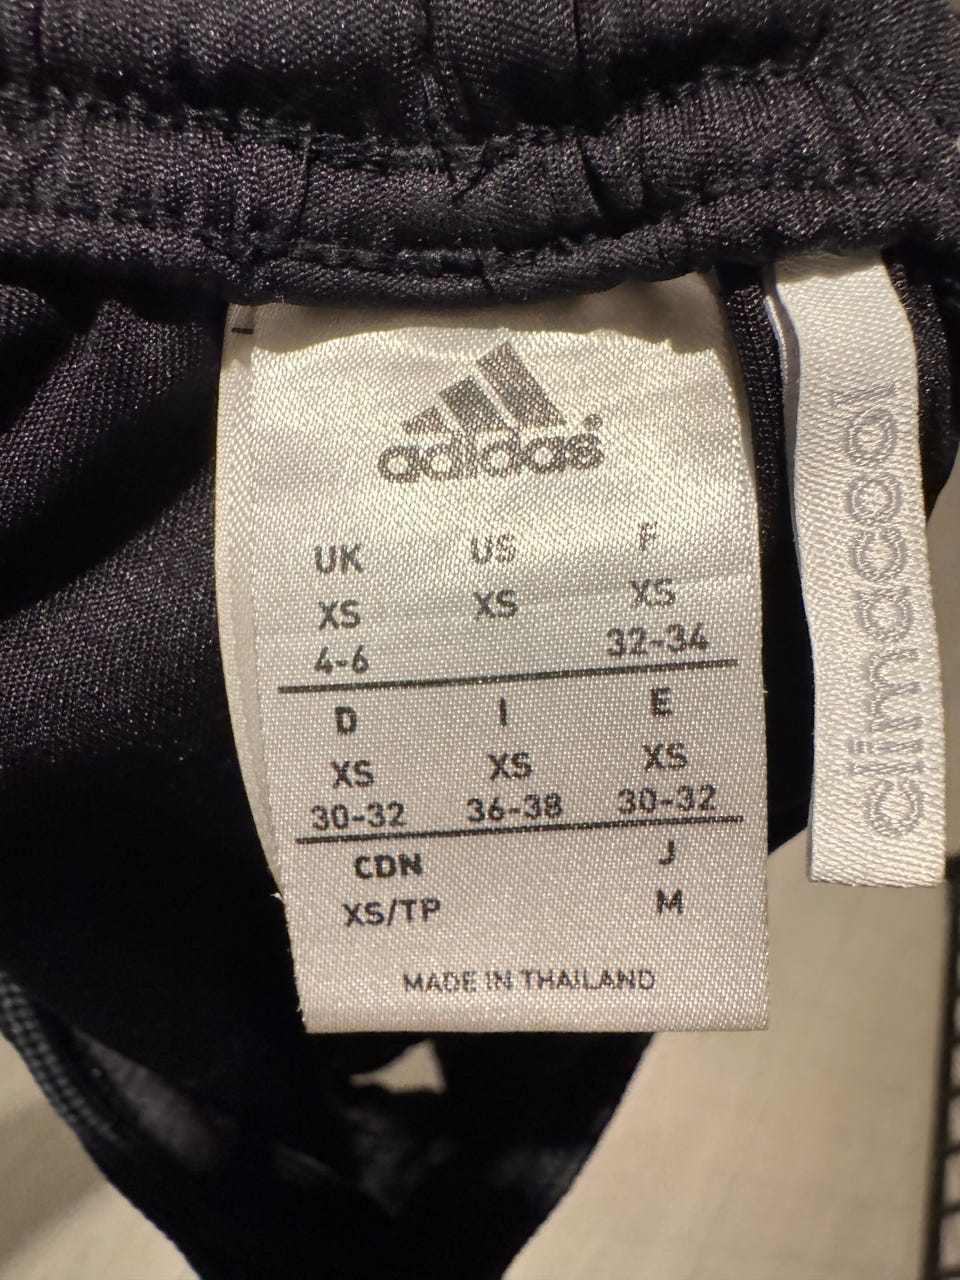 adidas®
UK US F
XS XS XS
4-6 32-34
D I E
XS XS XS
30-32 36-38 30-32
CDN J
XS/TP M
MADE IN THAILAND
climacool